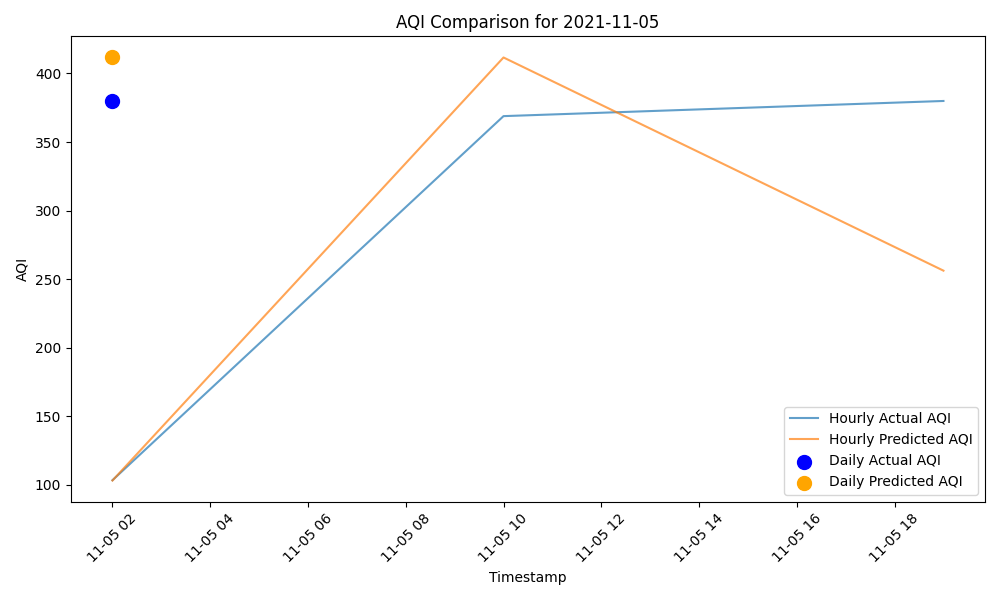 AQI Comparison for 2021-11-05
AQI
400
350
300
250
200
150
100
Hourly Actual AQI
Hourly Predicted AQI
Daily Actual AQI
Daily Predicted AQI
11-05 02
11-05 04
11-05 06
11-05 08
11-05 10
11-05 12
11-05 14
11-05 16
11-05 18
Timestamp